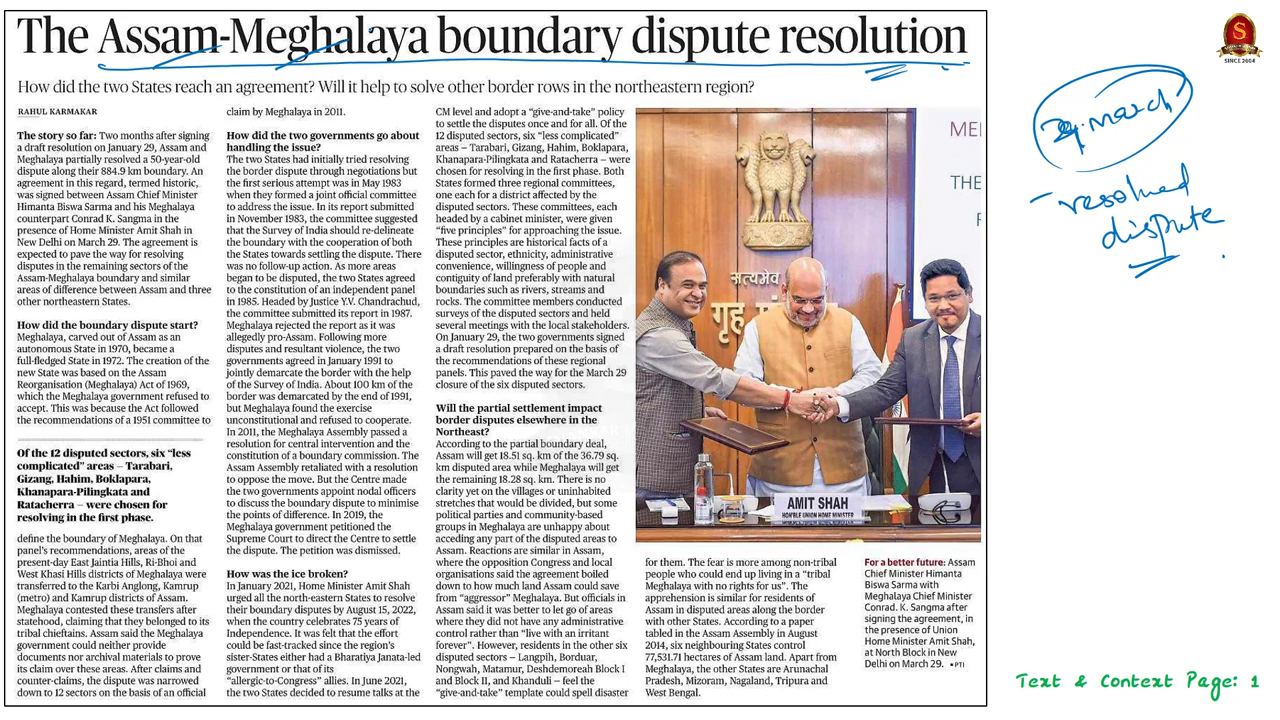 The Assam-Meghalaya boundary dispute resolution
How did the two States reach an agreement? Will it help to solve other border rows in the northeastern region?
RAHUL KARMAKAR
The story so far: Two months after signing
a draft resolution on January 29, Assam and
Meghalaya partially resolved a 50-year-old
dispute along their 884.9 km boundary. An
agreement in this regard, termed historic,
was signed between Assam Chief Minister
Himanta Biswa Sarma and his Meghalaya
counterpart Conrad K. Sangma in the
presence of Home Minister Amit Shah in
New Delhi on March 29. The agreement is
expected to pave the way for resolving
disputes in the remaining sectors of the
Assam-Meghalaya boundary and similar
areas of difference between Assam and three
other northeastern States.
How did the boundary dispute start?
Meghalaya, carved out of Assam as an
autonomous State in 1970, became a
full-fledged State in 1972. The creation of the
new State was based on the Assam
Reorganisation (Meghalaya) Act of 1969,
which the Meghalaya government refused to
accept. This was because the Act followed
the recommendations of a 1951 committee to
Of the 12 disputed sectors, six “less
complicated” areas — Tarabari,
Gizang, Hahim, Boklapara,
Khanapara-Pilingkata and
Ratacherra — were chosen for
resolving in the first phase.
define the boundary of Meghalaya. On that
panel’s recommendations, areas of the
present-day East Jaintia Hills, Ri-Bhoi and
West Khasi Hills districts of Meghalaya were
transferred to the Karbi Anglong, Kamrup
(metro) and Kamrup districts of Assam.
Meghalaya contested these transfers after
statehood, claiming that they belonged to its
tribal chieftains. Assam said the Meghalaya
government could neither provide
documents nor archival materials to prove
its claim over these areas. After claims and
counter-claims, the dispute was narrowed
down to 12 sectors on the basis of an official
claim by Meghalaya in 2011.
How did the two governments go about
handling the issue?
The two States had initially tried resolving
the border dispute through negotiations but
the first serious attempt was in May 1983
when they formed a joint official committee
to address the issue. In its report submitted
in November 1983, the committee suggested
that the Survey of India should re-delineate
the boundary with the cooperation of both
the States towards settling the dispute. There
was no follow-up action. As more areas
began to be disputed, the two States agreed
to the constitution of an independent panel
in 1985. Headed by Justice Y.V. Chandrachud,
the committee submitted its report in 1987.
Meghalaya rejected the report as it was
allegedly pro-Assam. Following more
disputes and resultant violence, the two
governments agreed in January 1991 to
jointly demarcate the border with the help
of the Survey of India. About 100 km of the
border was demarcated by the end of 1991,
but Meghalaya found the exercise
unconstitutional and refused to cooperate.
In 2011, the Meghalaya Assembly passed a
resolution for central intervention and the
constitution of a boundary commission. The
Assam Assembly retaliated with a resolution
to oppose the move. But the Centre made
the two governments appoint nodal officers
to discuss the boundary dispute to minimise
the points of difference. In 2019, the
Meghalaya government petitioned the
Supreme Court to direct the Centre to settle
the dispute. The petition was dismissed.
How was the ice broken?
In January 2021, Home Minister Amit Shah
urged all the north-eastern States to resolve
their boundary disputes by August 15, 2022,
when the country celebrates 75 years of
Independence. It was felt that the effort
could be fast-tracked since the region’s
sister-States either had a Bharatiya Janata-led
government or that of its
“allergic-to-Congress” allies. In June 2021,
the two States decided to resume talks at the
CM level and adopt a “give-and-take” policy
to settle the disputes once and for all. Of the
12 disputed sectors, six “less complicated”
areas – Tarabari, Gizang, Hahim, Boklapara,
Khanapara-Pilingkata and Ratacherra – were
chosen for resolving in the first phase. Both
States formed three regional committees,
one each for a district affected by the
disputed sectors. These committees, each
headed by a cabinet minister, were given
“five principles” for approaching the issue.
These principles are historical facts of a
disputed sector, ethnicity, administrative
convenience, willingness of people and
contiguity of land preferably with natural
boundaries such as rivers, streams and
rocks. The committee members conducted
surveys of the disputed sectors and held
several meetings with the local stakeholders.
On January 29, the two governments signed
a draft resolution prepared on the basis of
the recommendations of these regional
panels. This paved the way for the March 29
closure of the six disputed sectors.
Will the partial settlement impact
border disputes elsewhere in the
Northeast?
According to the partial boundary deal,
Assam will get 18.51 sq. km of the 36.79 sq.
km disputed area while Meghalaya will get
the remaining 18.28 sq. km. There is no
clarity yet on the villages or uninhabited
stretches that would be divided, but some
political parties and community-based
groups in Meghalaya are unhappy about
acceding any part of the disputed areas to
Assam. Reactions are similar in Assam,
where the opposition Congress and local
organisations said the agreement boiled
down to how much land Assam could save
from “aggressor” Meghalaya. But officials in
Assam said it was better to let go of areas
where they did not have any administrative
control rather than “live with an irritant
forever”. However, residents in the other six
disputed sectors – Langpih, Borduar,
Nongwah, Matamur, Deshdemoreah Block I
and Block II, and Khanduli – feel the
“give-and-take” template could spell disaster
for them. The fear is more among non-tribal
people who could end up living in a “tribal
Meghalaya with no rights for us”. The
apprehension is similar for residents of
Assam in disputed areas along the border
with other States. According to a paper
tabled in the Assam Assembly in August
2014, six neighbouring States control
77,531.71 hectares of Assam land. Apart from
Meghalaya, the other States are Arunachal
Pradesh, Mizoram, Nagaland, Tripura and
West Bengal.
MEI
THE
सत्यमेव
AMIT SHAH
HON'BLE UNION HOME MINISTER
For a better future: Assam
Chief Minister Himanta
Biswa Sarma with
Meghalaya Chief Minister
Conrad. K. Sangma after
signing the agreement, in
the presence of Union
Home Minister Amit Shah,
at North Block in New
Delhi on March 29. • PTI
S
SINCE 2004
29 March
- resolved
dispute
Text & Context Page: 1